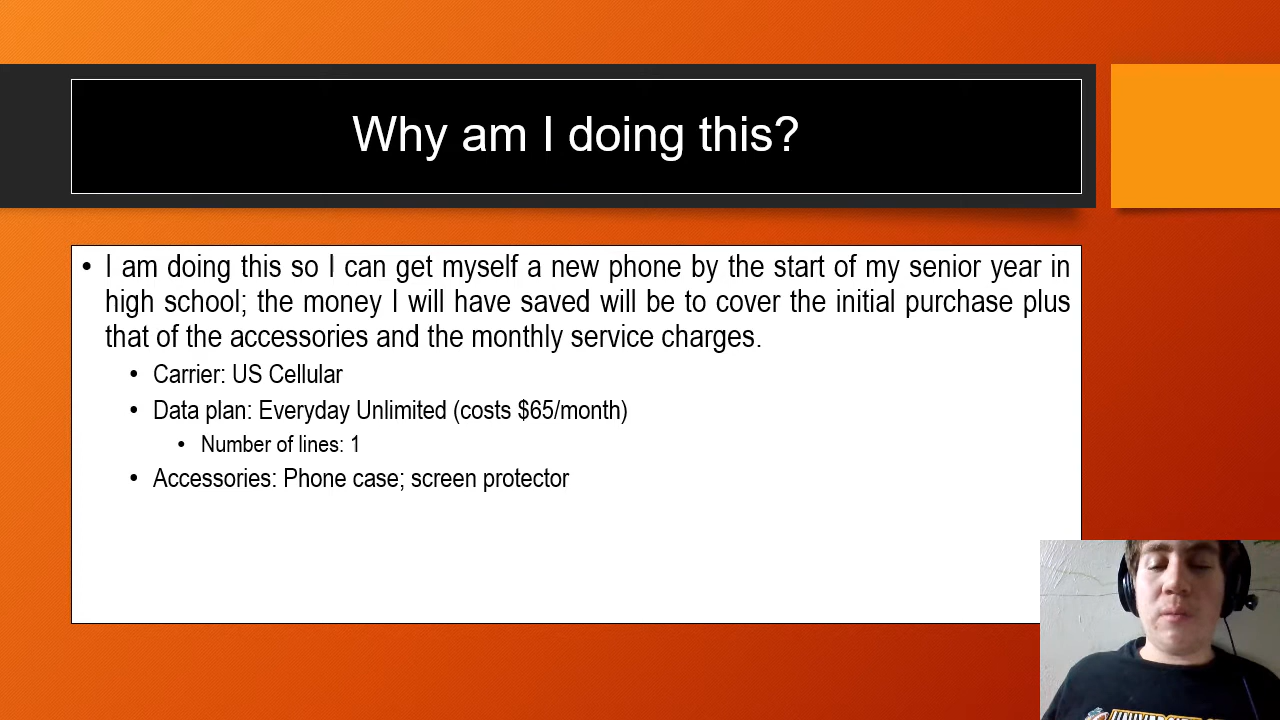 Why am I doing this?
• I am doing this so I can get myself a new phone by the start of my senior year in
high school; the money I will have saved will be to cover the initial purchase plus
that of the accessories and the monthly service charges.
• Carrier: US Cellular
• Data plan: Everyday Unlimited (costs $65/month)
• Number of lines: 1
• Accessories: Phone case; screen protector